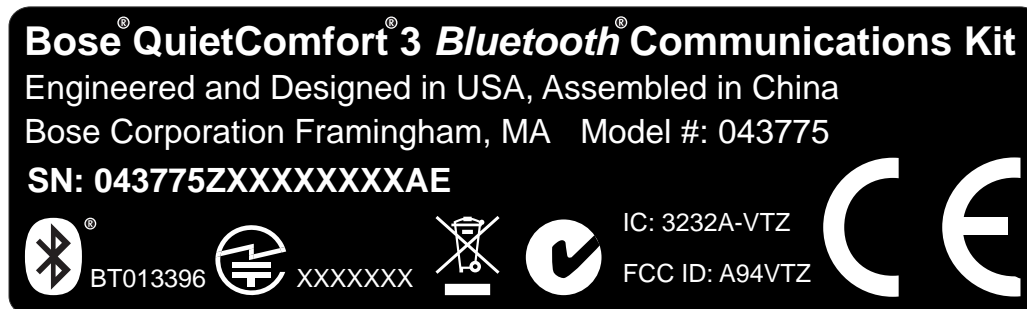 Bose® QuietComfort® 3 Bluetooth® Communications Kit
Engineered and Designed in USA, Assembled in China
Bose Corporation Framingham, MA Model #: 043775
SN: 043775ZXXXXXXXXAE
® BT013396 XXXXXXX
IC: 3232A-VTZ
FCC ID: A94VTZ
CE